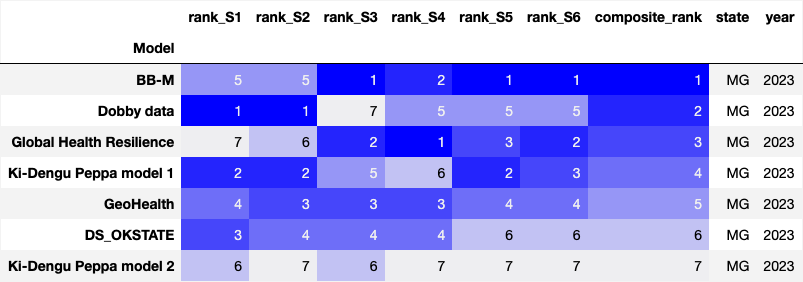 rank_S1 rank_S2 rank_S3 rank_S4 rank_S5 rank_S6 composite_rank state year
Model
BB-M 5 5 1 2 1 1 1 MG 2023
Dobby data 1 1 7 5 5 5 2 MG 2023
Global Health Resilience 7 6 2 1 3 2 3 MG 2023
Ki-Dengu Peppa model 1 2 2 5 6 2 3 4 MG 2023
GeoHealth 4 3 3 3 4 4 5 MG 2023
DS_OKSTATE 3 4 4 4 6 6 6 MG 2023
Ki-Dengu Peppa model 2 6 7 6 7 7 7 7 MG 2023